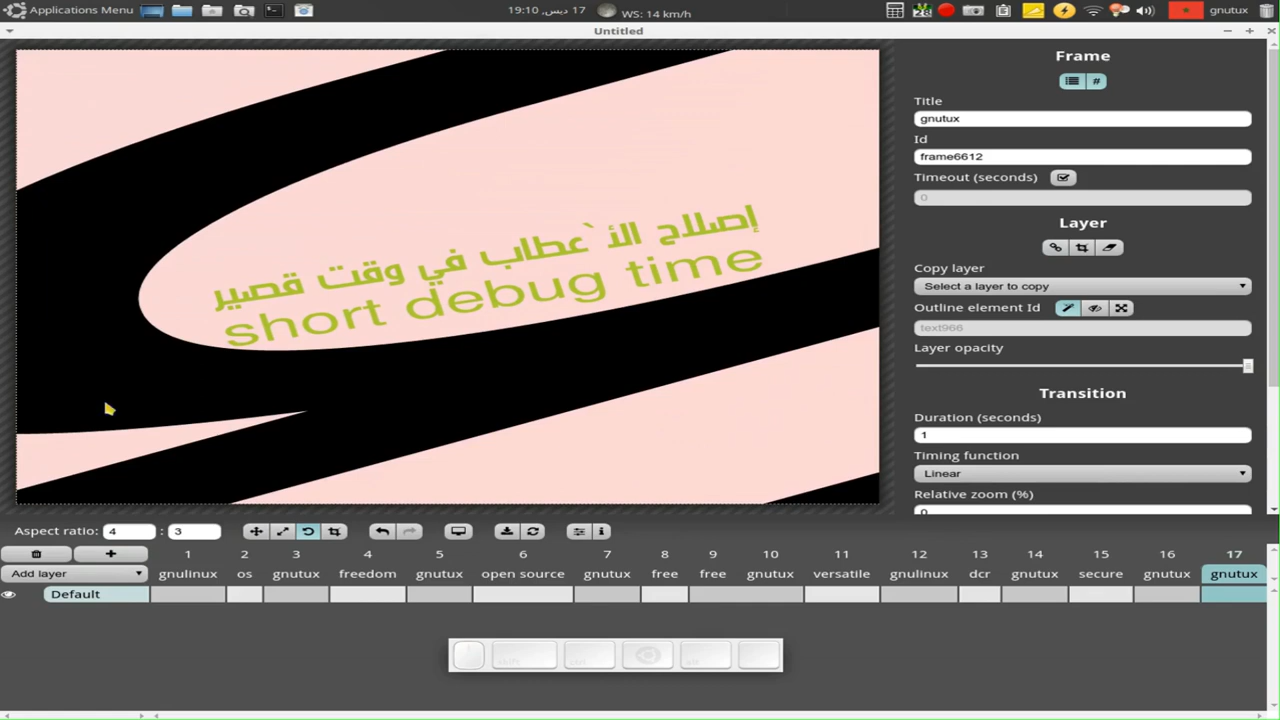 Applications Menu
19:10 ,17 ديس
WS: 14 km/h
gnutux
Untitled
إصلاح الأ`عطاب في وقت قصير
short debug time
Frame
#
Title
gnutux
Id
frame6612
Timeout (seconds)
0
Layer
Copy layer
Select a layer to copy
Outline element Id
text966
Layer opacity
Transition
Duration (seconds)
1
Timing function
Linear
Relative zoom (%)
0
Aspect ratio: 4 : 3
1 2 3 4 5 6 7 8 9 10 11 12 13 14 15 16 17
Add layer gnulinux os gnutux freedom gnutux open source gnutux free free gnutux versatile gnulinux dcr gnutux secure gnutux gnutux
Default
shift ctrl alt